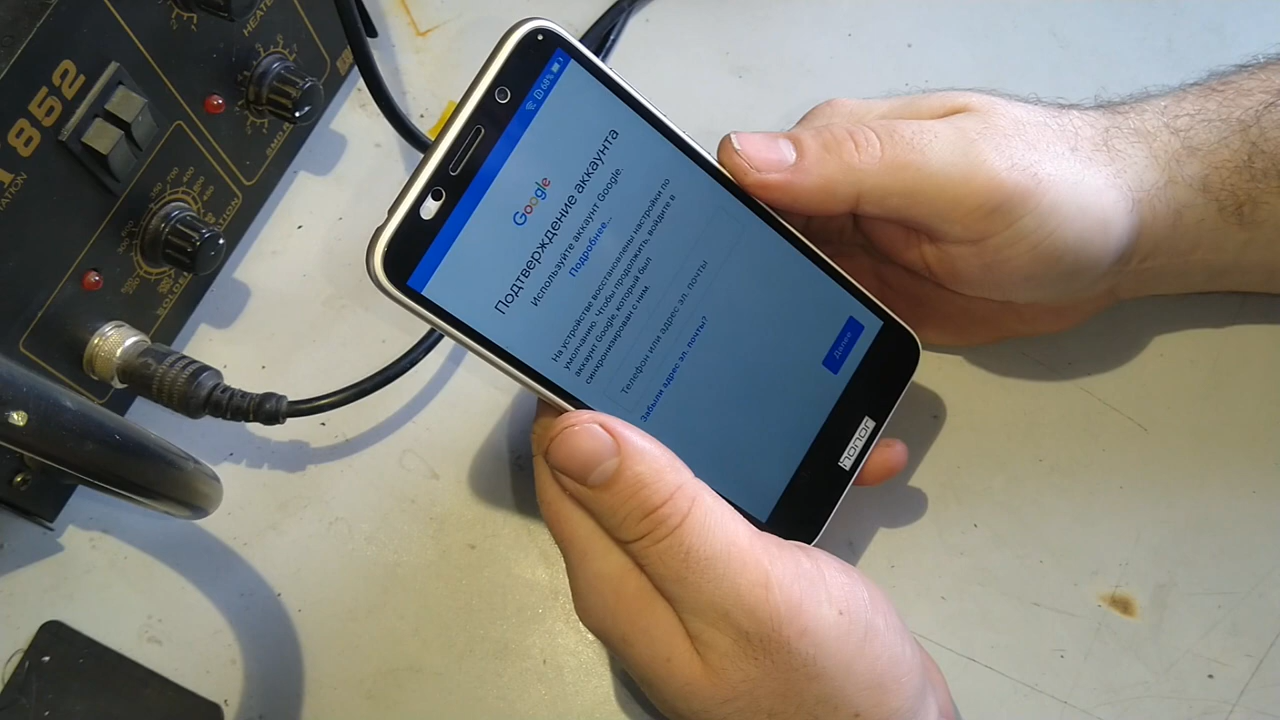 68%
Google
Подтверждение аккаунта
Используйте аккаунт Google.
Подробнее...
На устройстве восстановлены настройки по
умолчанию. Чтобы продолжить, войдите в
аккаунт Google, который был
синхронизирован с ним.
Телефон или адрес эл. почты
Забыли адрес эл. почты?
Далее
honor
852